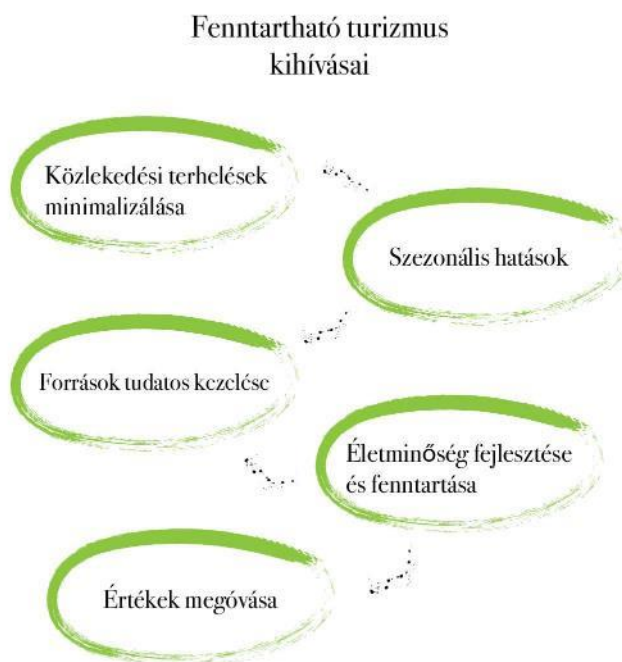 Fenntartható turizmus
kihívásai
Közlekedési terhelések
minimalizálása
Szezonális hatások
Források tudatos kezelése
Életminőség fejlesztése
és fenntartása
Értékek megóvása